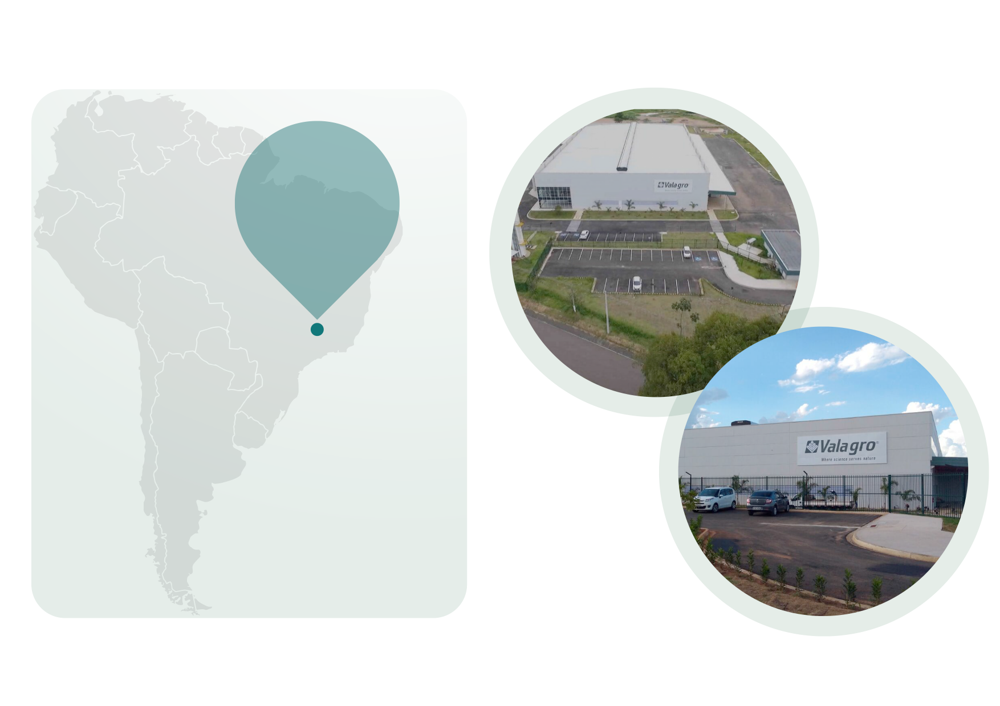 Valagro
Valagro
Where science serves nature